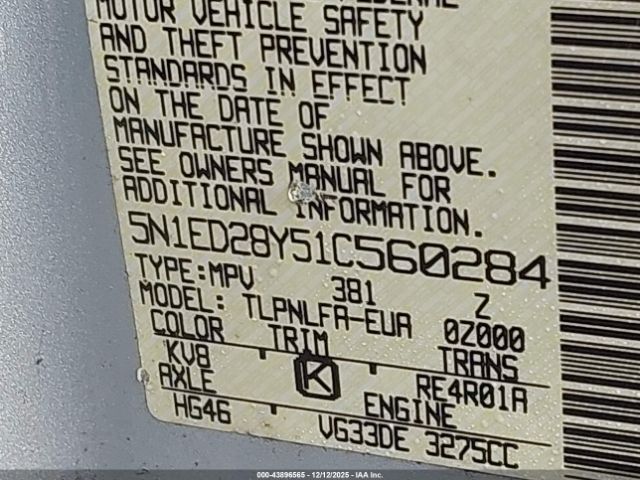 MOTOR VEHICLE SAFETY
AND THEFT PREVENTION
STANDARDS IN EFFECT
ON THE DATE OF
MANUFACTURE SHOWN ABOVE.
SEE OWNERS MANUAL FOR
ADDITIONAL INFORMATION.
5N1ED28Y51C560284
TYPE:MPV 381 Z
MODEL: TLPNLFA-EUA 0Z000
COLOR TRIM TRANS
KV8 K RE4R01A
AXLE ENGINE
HG46 VG33DE 3275CC
000-43896565 - 12/12/2025 - IAA Inc.